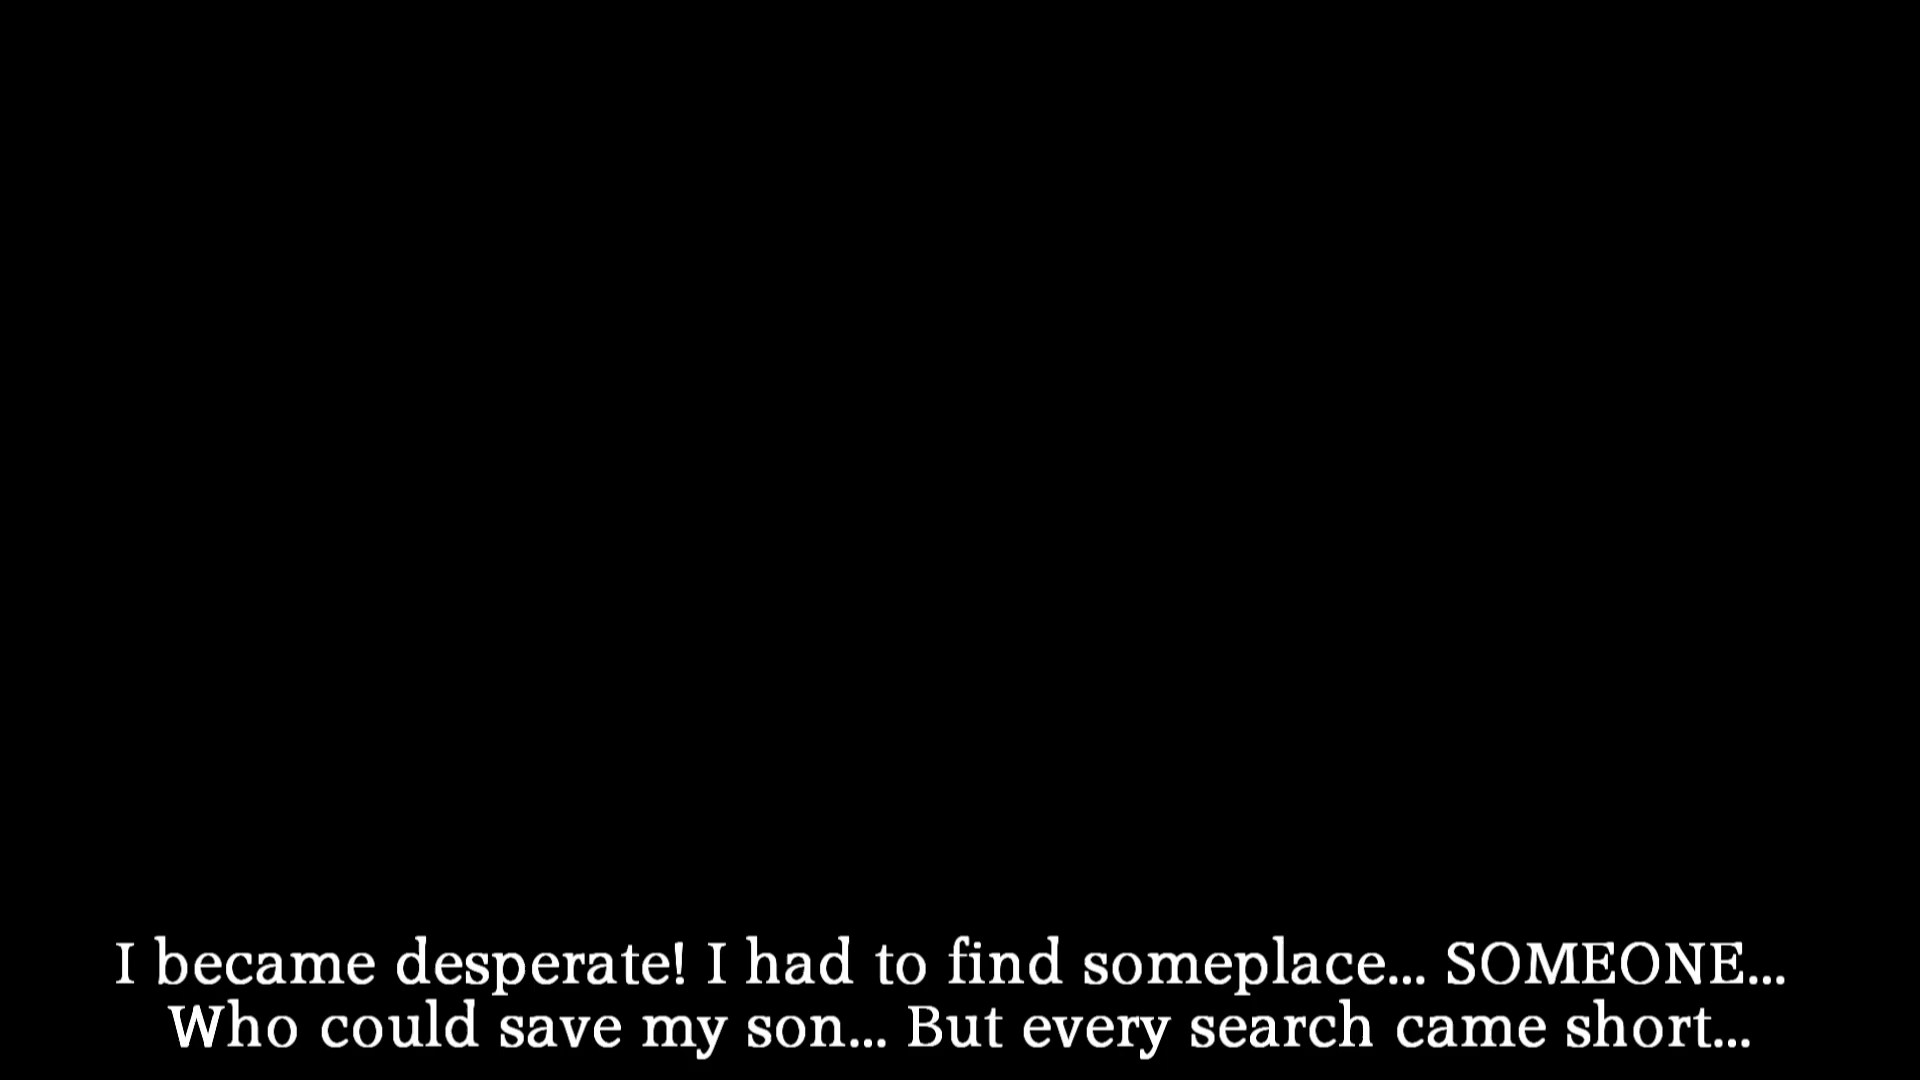 I became desperate! I had to find someplace... SOMEONE...
Who could save my son... But every search came short...